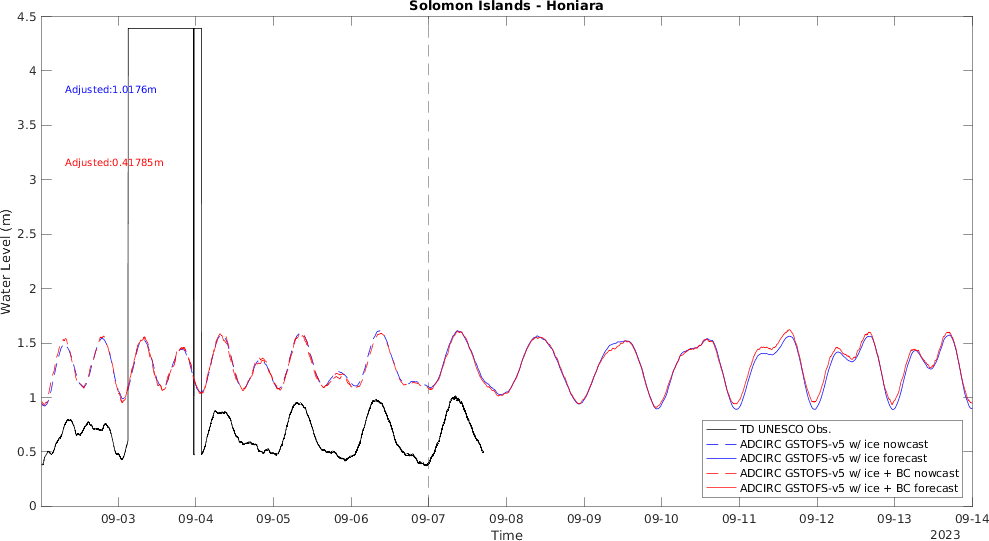 Solomon Islands - Honiara
4.5
4
3.5
3
2.5
2
1.5
1
0.5
0
Water Level (m)
Adjusted:1.0176m
Adjusted:0.41785m
TD UNESCO Obs.
ADCIRC GSTOFS-v5 w/ ice nowcast
ADCIRC GSTOFS-v5 w/ ice forecast
ADCIRC GSTOFS-v5 w/ ice + BC nowcast
ADCIRC GSTOFS-v5 w/ ice + BC forecast
09-03 09-04 09-05 09-06 09-07 09-08 09-09 09-10 09-11 09-12 09-13 09-14
Time
2023